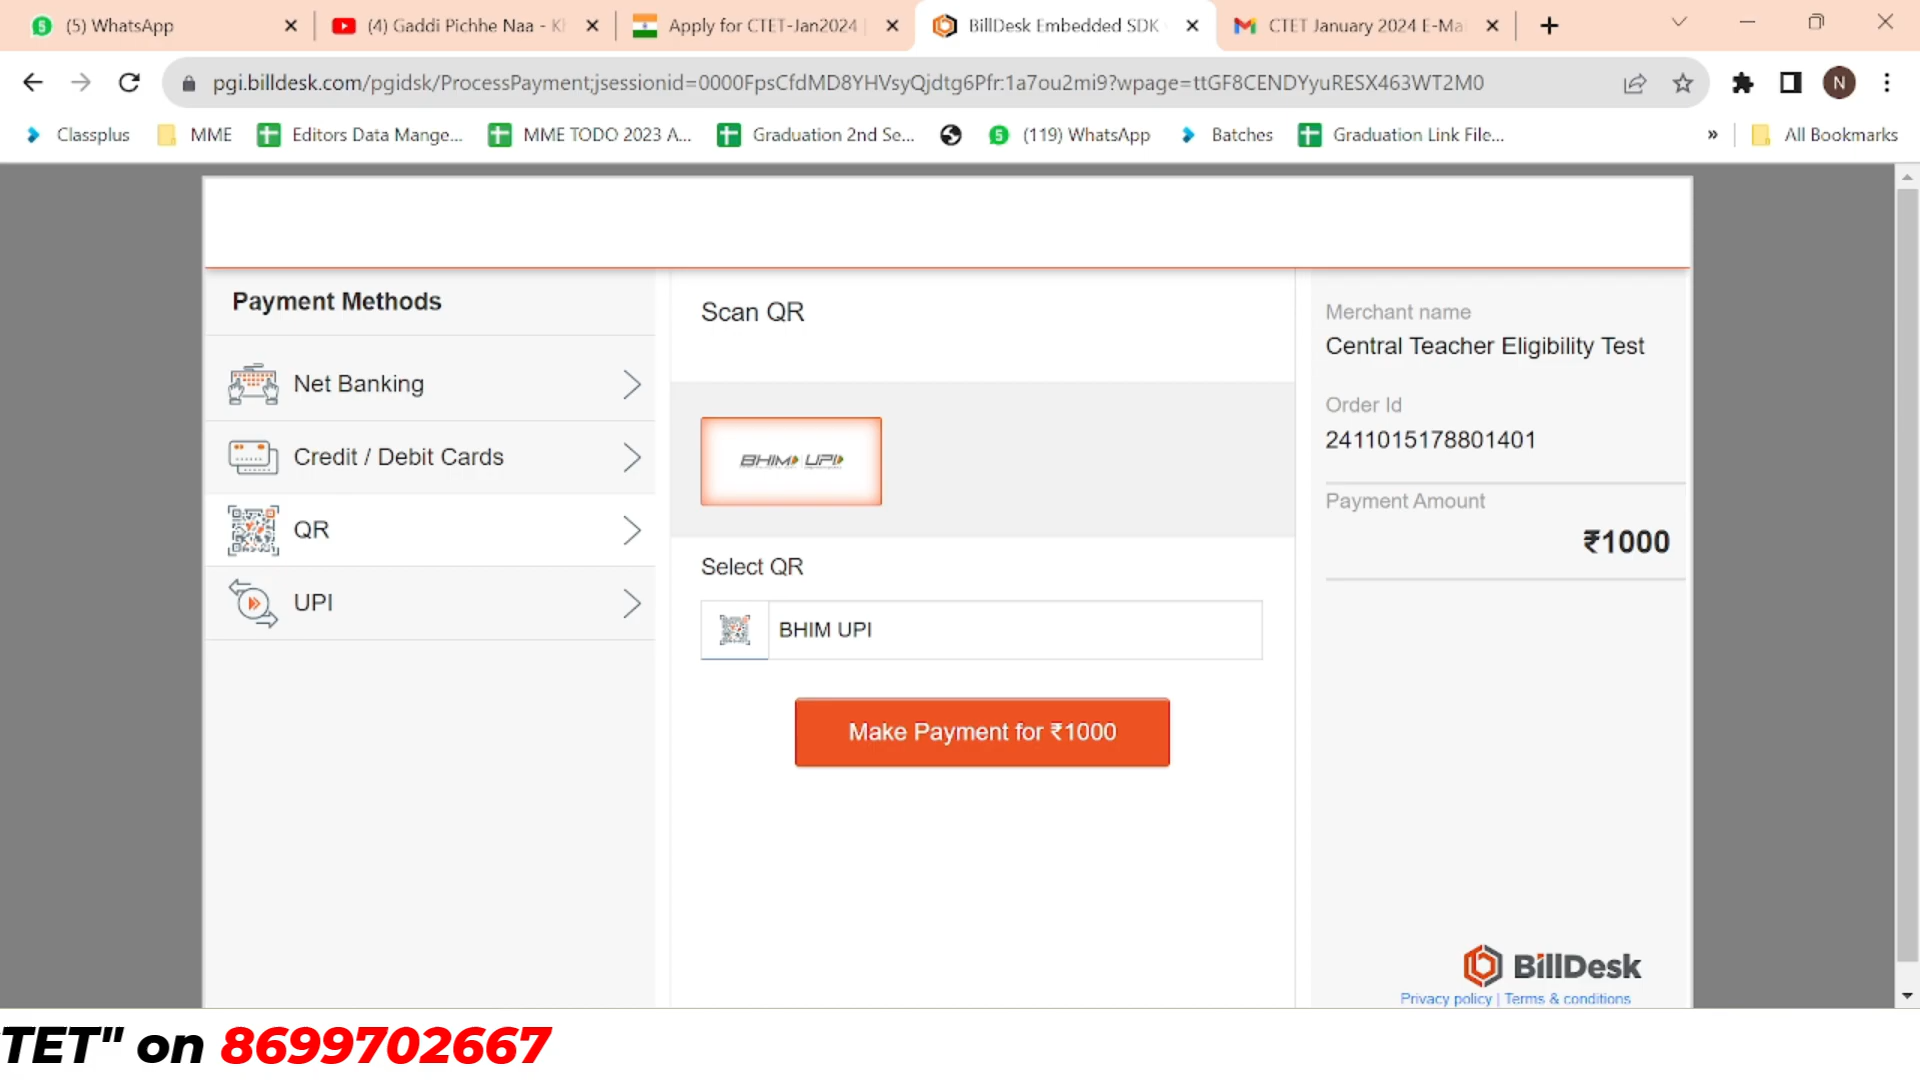 (5) WhatsApp
(4) Gaddi Pichhe Naa - Kh
Apply for CTET-Jan2024 |
BillDesk Embedded SDK
CTET January 2024 E-Ma
pgi.billdesk.com/pgidsk/ProcessPayment;jsessionid=0000FpsCfdMD8YHVsyQjdtg6Pfr:1a7ou2mi9?wpage=ttGF8CENDYyuRESX463WT2M0
N
Classplus
MME
Editors Data Mange...
MME TODO 2023 A...
Graduation 2nd Se...
(119) WhatsApp
Batches
Graduation Link File...
»
All Bookmarks
Payment Methods
Net Banking
Credit / Debit Cards
QR
UPI
Scan QR
BHIM UPI
Select QR
BHIM UPI
Make Payment for ₹1000
Merchant name
Central Teacher Eligibility Test
Order Id
2411015178801401
Payment Amount
₹1000
BillDesk
Privacy policy | Terms & conditions
TET" on 8699702667